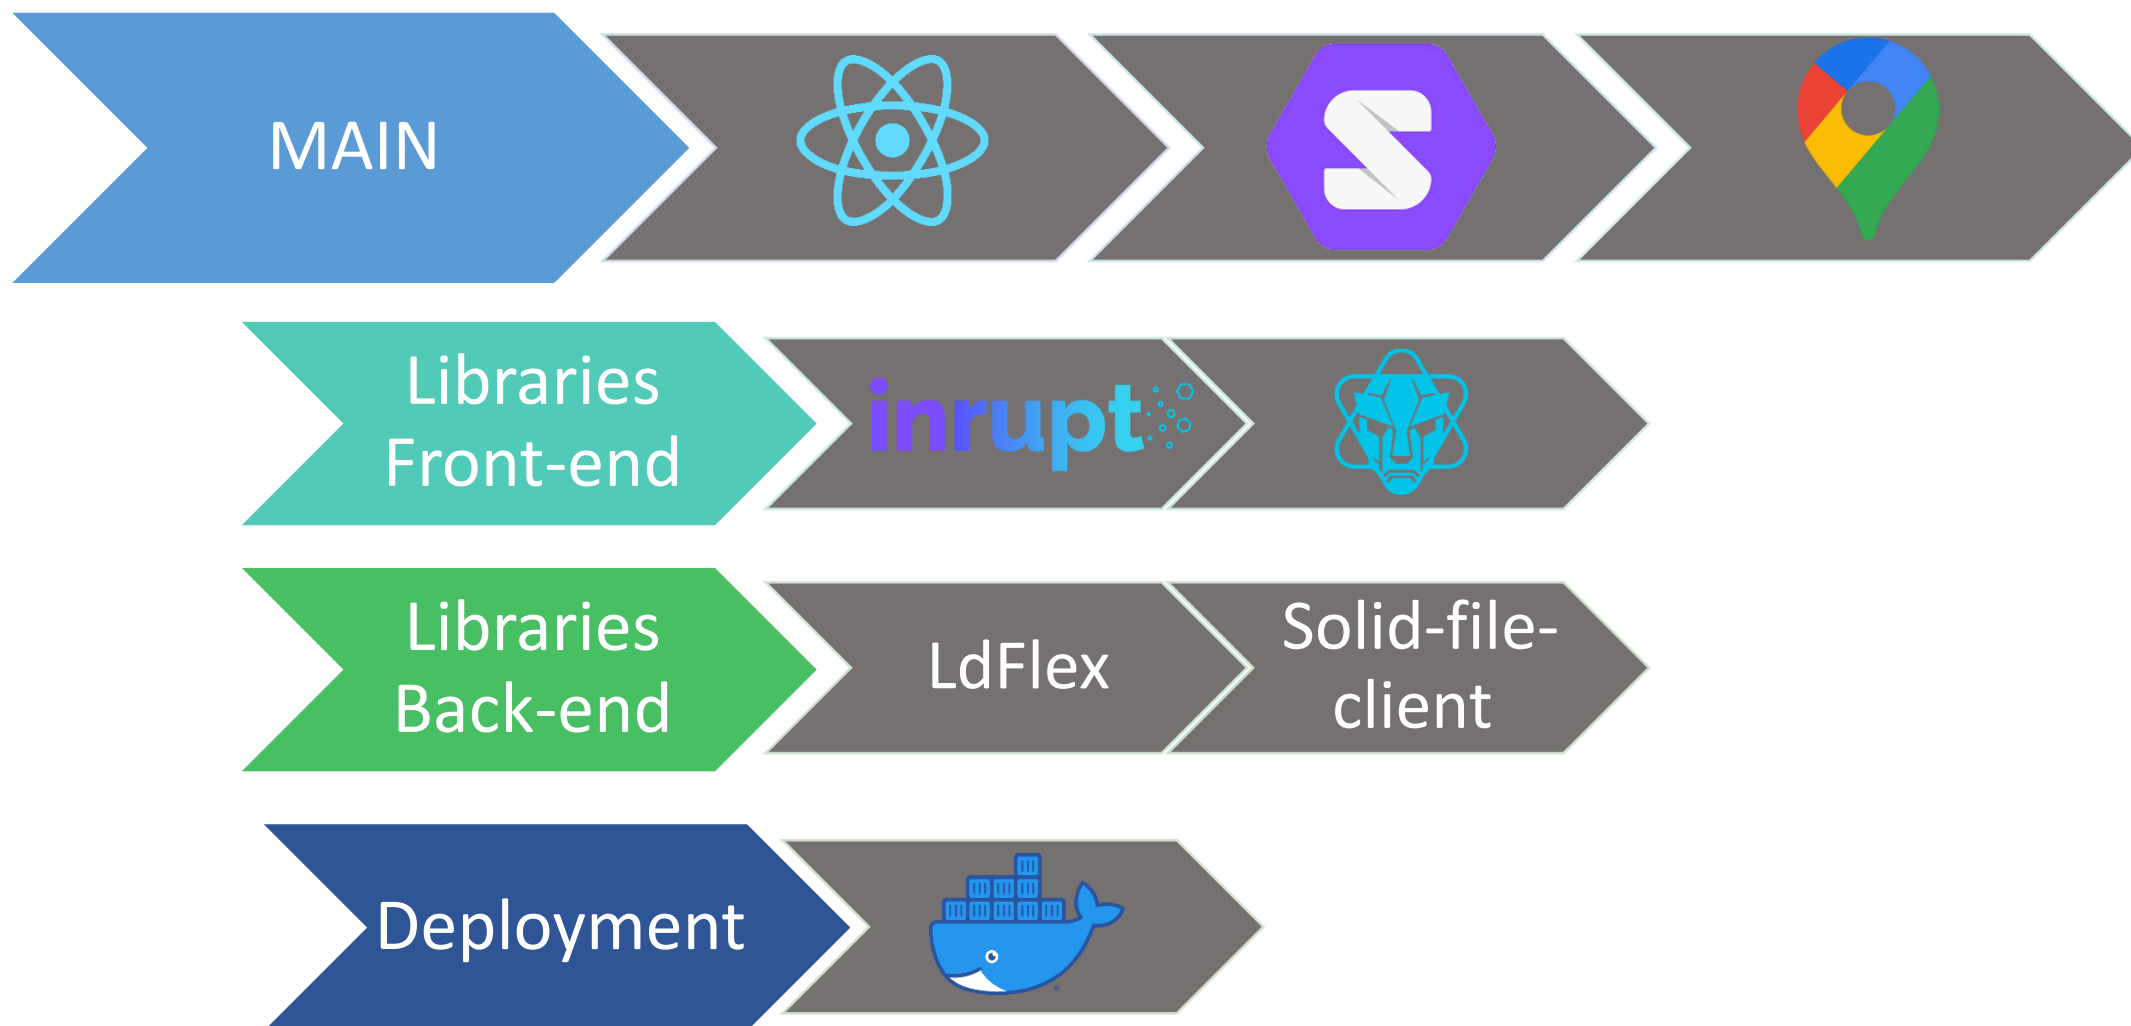 MAIN
Libraries
Front-end
inrupt
Libraries
Back-end
LdFlex
Solid-file-
client
Deployment